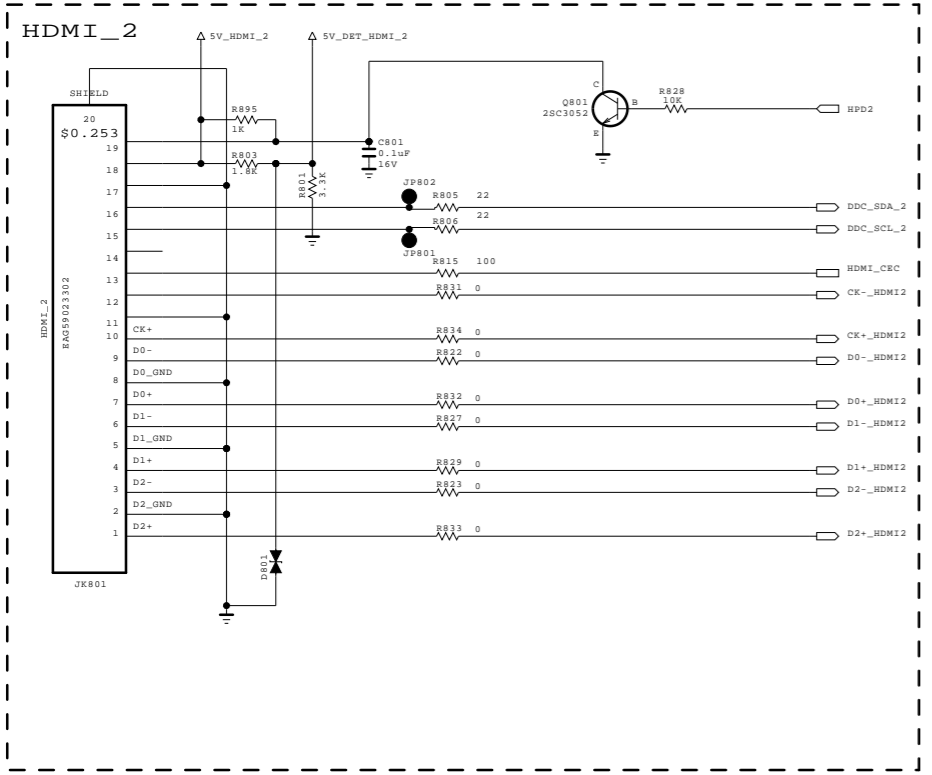 HDMI_2
5V_HDMI_2
5V_DET_HDMI_2
SHIELD
20
$0.253
R895
1K
C801
0.1uF
16V
Q801
2SC3052
C
B
E
R828
10K
HPD2
19
R803
1.8K
18
R801
3.3K
17
JP802
R805 22
DDC_SDA_2
16
22
R806
DDC_SCL_2
15
JP801
14
R815 100
HDMI_CEC
13
R831 0
CK-_HDMI2
12
HDMI_2
EAG59023302
11
10
CK+
R834 0
CK+_HDMI2
D0-
9
R822 0
D0-_HDMI2
D0_GND
8
D0+
7
R832 0
D0+_HDMI2
D1-
6
R827 0
D1-_HDMI2
D1_GND
5
D1+
4
R829 0
D1+_HDMI2
D2-
3
R823 0
D2-_HDMI2
D2_GND
2
D2+
1
R833 0
D2+_HDMI2
D801
JK801